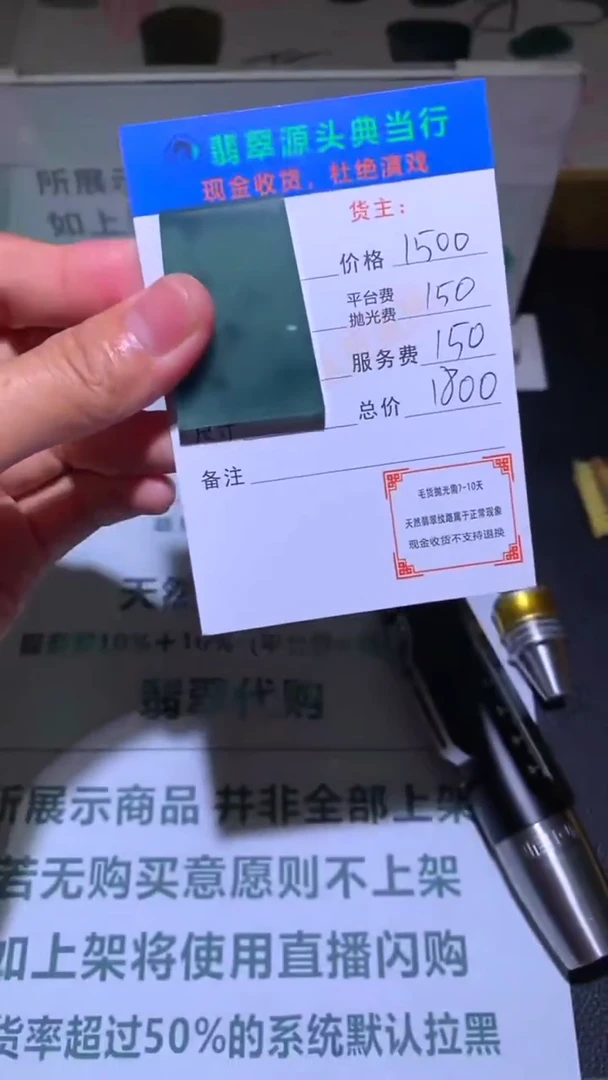 所展示
如上
翡翠源头典当行
现金收货，杜绝演戏
货主：
价格 1500
平台费
抛光费 150
服务费 150
总价 1800
尺寸
备注
毛货抛光需7-10天
天然翡翠纹路属于正常现象
现金收货不支持退换
天然
10%+10%
翡翠代购
所展示商品 并非全部上架
若无购买意愿则不上架
如上架将使用直播闪购
货率超过50%的系统默认拉黑